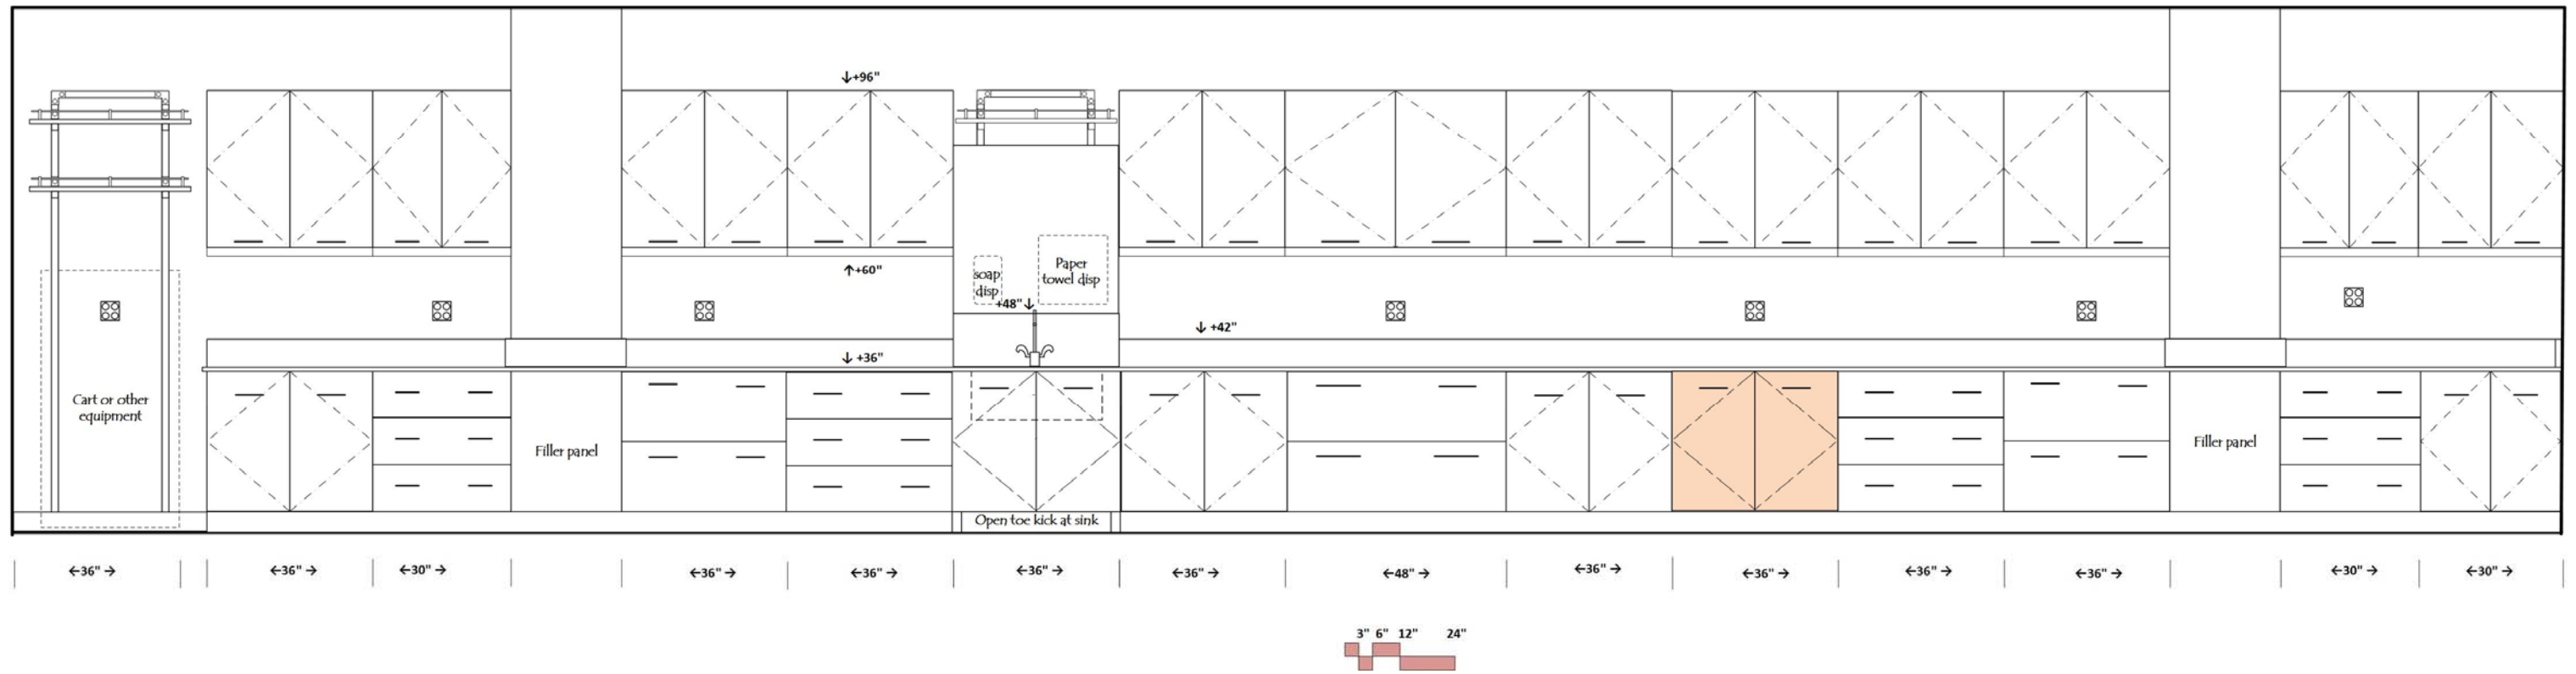 ↓+96"
↑+60"
soap
disp
Paper
towel disp
+48" ↓
↓ +42"
↓ +36"
Cart or other
equipment
Filler panel
Filler panel
Open toe kick at sink
←36" →
←36" →
←30" →
←36" →
←36" →
←36" →
←36" →
←48" →
←36" →
←36" →
←36" →
←36" →
←30" →
←30" →
3" 6" 12" 24"